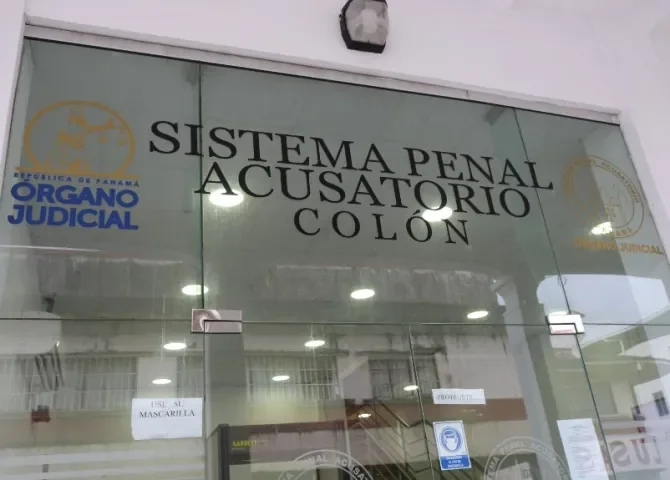 SISTEMA PENAL
ACUSATORIO
COLÓN
REPÚBLICA DE PANAMÁ
ÓRGANO
JUDICIAL
ÓRGANO JUDICIAL
USE SU
MASCARILLA